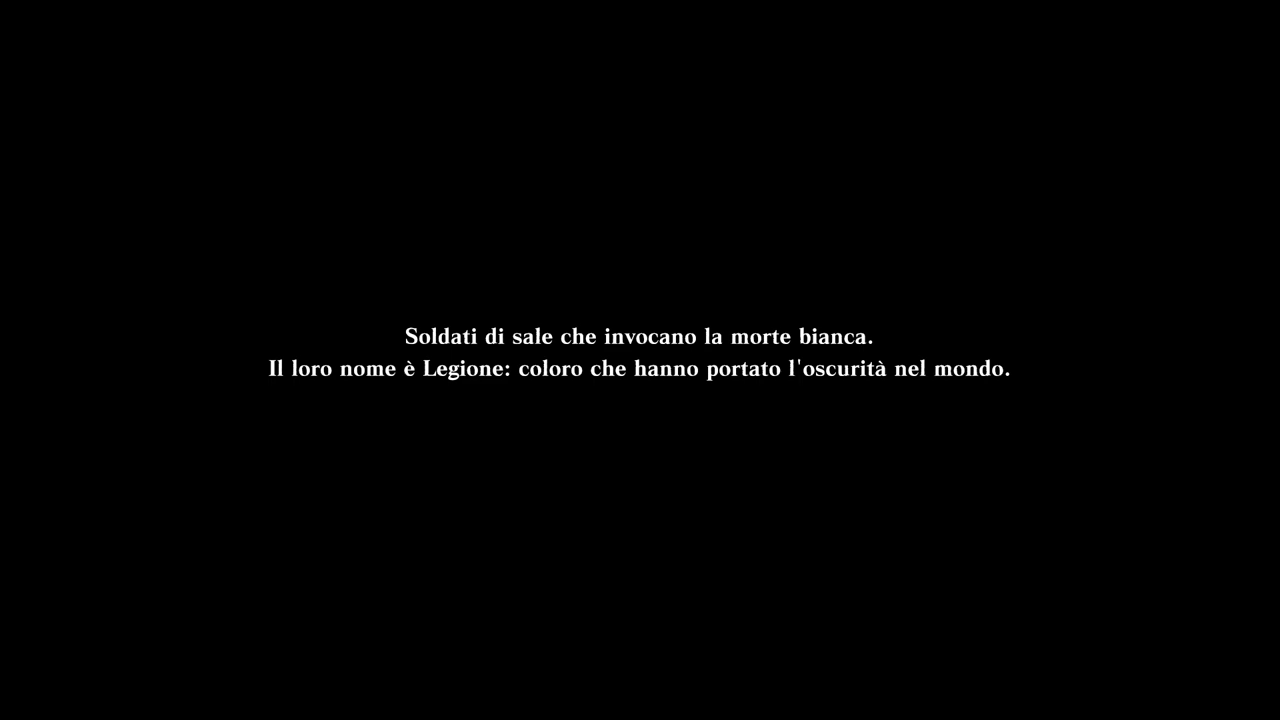 Soldati di sale che invocano la morte bianca.
Il loro nome è Legione: coloro che hanno portato l'oscurità nel mondo.